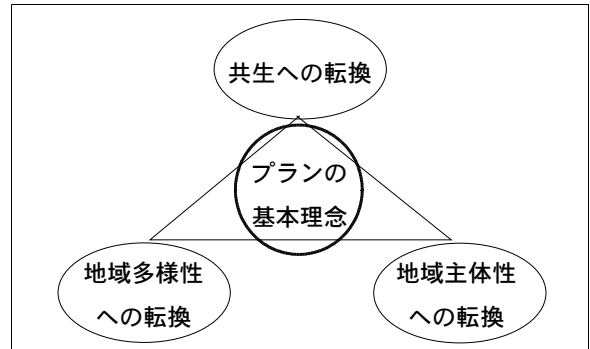 共生への転換
プランの
基本理念
地域多様性
への転換
地域主体性
への転換